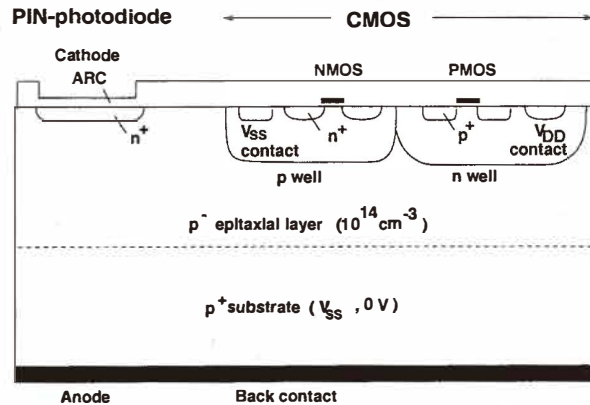 PIN-photodiode
CMOS
Cathode
ARC
NMOS
PMOS
n+
VSS
contact
n+
p+
VDD
contact
p well
n well
p- epitaxial layer (10^14 cm^-3)
p+ substrate (VSS, 0 V)
Anode
Back contact